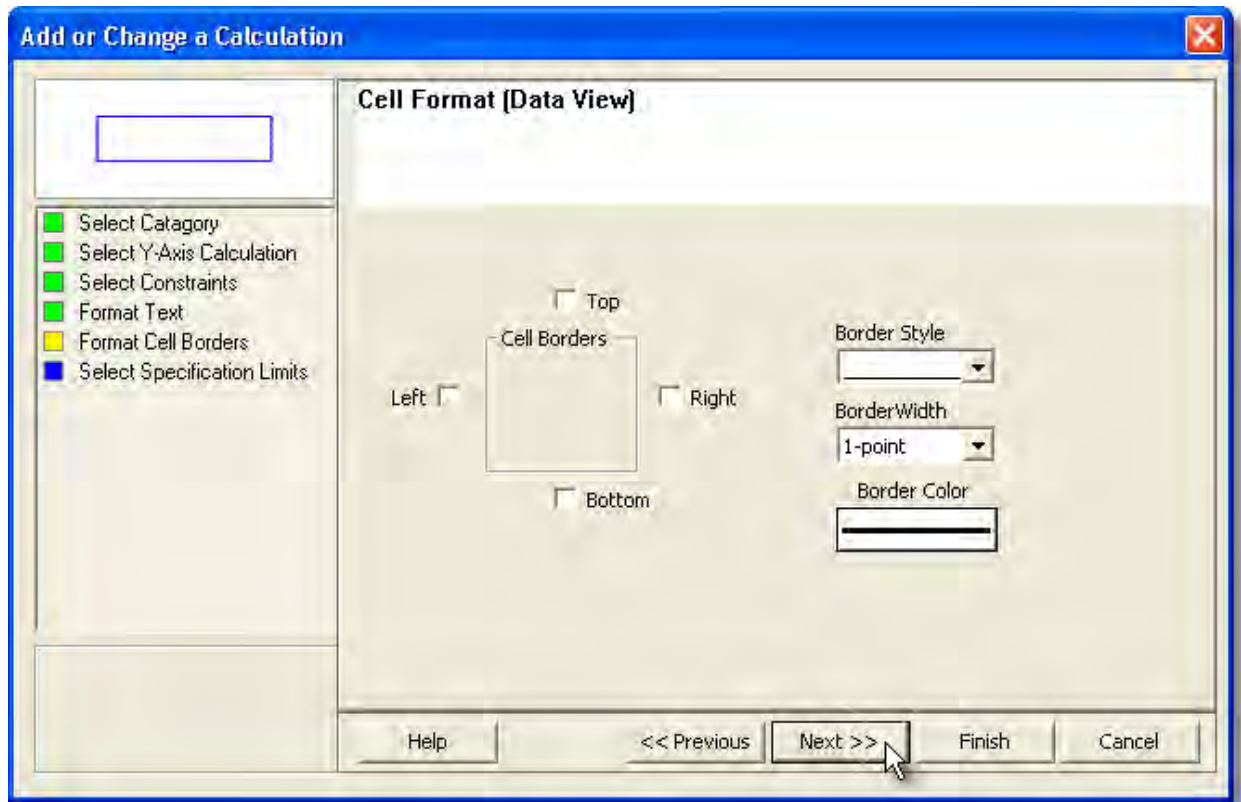 Add or Change a Calculation
Cell Format (Data View)
Select Catagory
Select Y-Axis Calculation
Select Constraints
Format Text
Format Cell Borders
Select Specification Limits
Top
Cell Borders
Left
Right
Bottom
Border Style
BorderWidth
1-point
Border Color
Help
<< Previous
Next >>
Finish
Cancel